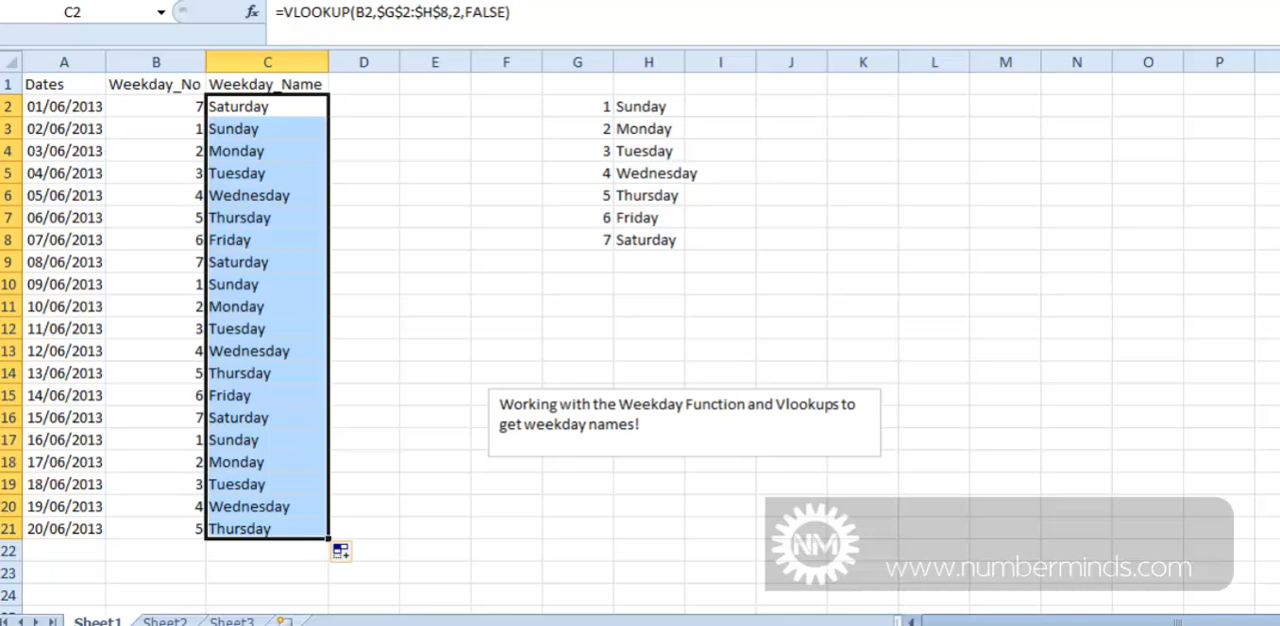 C2 fx =VLOOKUP(B2,$G$2:$H$8,2,FALSE)
A B C D E F G H I J K L M N O P
1 Dates Weekday_No Weekday_Name
2 01/06/2013 7 Saturday 1 Sunday
3 02/06/2013 1 Sunday 2 Monday
4 03/06/2013 2 Monday 3 Tuesday
5 04/06/2013 3 Tuesday 4 Wednesday
6 05/06/2013 4 Wednesday 5 Thursday
7 06/06/2013 5 Thursday 6 Friday
8 07/06/2013 6 Friday 7 Saturday
9 08/06/2013 7 Saturday
10 09/06/2013 1 Sunday
11 10/06/2013 2 Monday
12 11/06/2013 3 Tuesday
13 12/06/2013 4 Wednesday
14 13/06/2013 5 Thursday
15 14/06/2013 6 Friday
16 15/06/2013 7 Saturday
17 16/06/2013 1 Sunday
18 17/06/2013 2 Monday
19 18/06/2013 3 Tuesday
20 19/06/2013 4 Wednesday
21 20/06/2013 5 Thursday
22
23
24
Working with the Weekday Function and Vlookups to
get weekday names!
NM www.numberminds.com
Sheet1 Sheet2 Sheet3